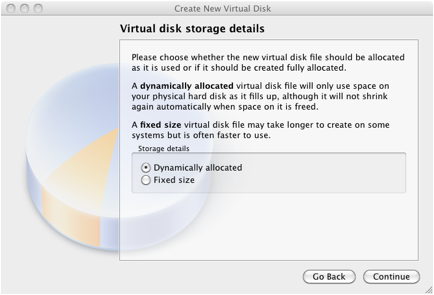 Create New Virtual Disk
Virtual disk storage details
Please choose whether the new virtual disk file should be allocated
as it is used or if it should be created fully allocated.
A dynamically allocated virtual disk file will only use space on
your physical hard disk as it fills up, although it will not shrink
again automatically when space on it is freed.
A fixed size virtual disk file may take longer to create on some
systems but is often faster to use.
Storage details
Dynamically allocated
Fixed size
Go Back
Continue